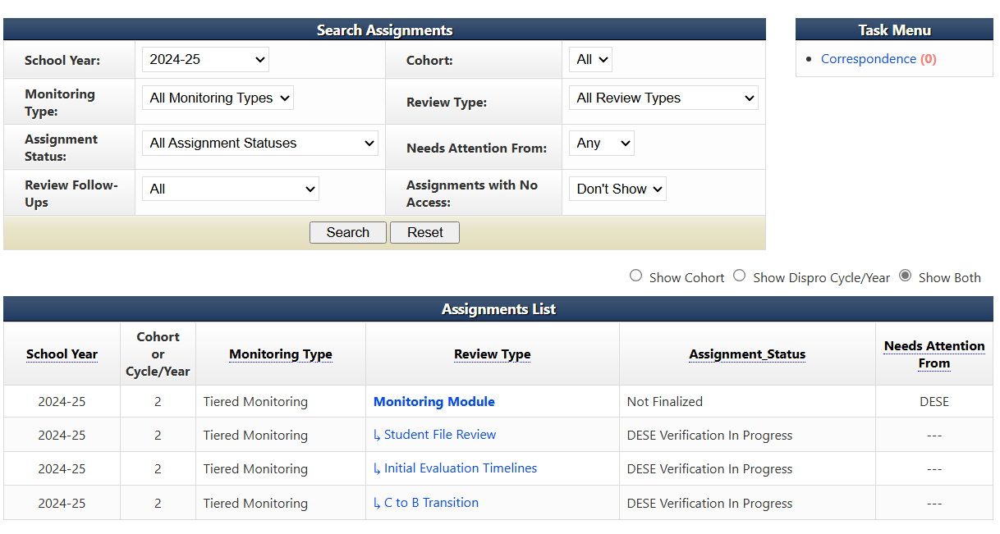 Search Assignments
Task Menu
School Year: 2024-25 Cohort: All
Correspondence (0)
Monitoring
Type:
All Monitoring Types
Review Type: All Review Types
Assignment
Status:
All Assignment Statuses
Needs Attention From: Any
Review Follow-
Ups
All
Assignments with No
Access:
Don't Show
Search Reset
Show Cohort Show Dispro Cycle/Year Show Both
Assignments List
School Year
Cohort
or
Cycle/Year
Monitoring Type
Review Type
Assignment_Status
Needs Attention
From
2024-25 2 Tiered Monitoring Monitoring Module Not Finalized DESE
2024-25 2 Tiered Monitoring ↳ Student File Review DESE Verification In Progress ---
2024-25 2 Tiered Monitoring ↳ Initial Evaluation Timelines DESE Verification In Progress ---
2024-25 2 Tiered Monitoring ↳ C to B Transition DESE Verification In Progress ---